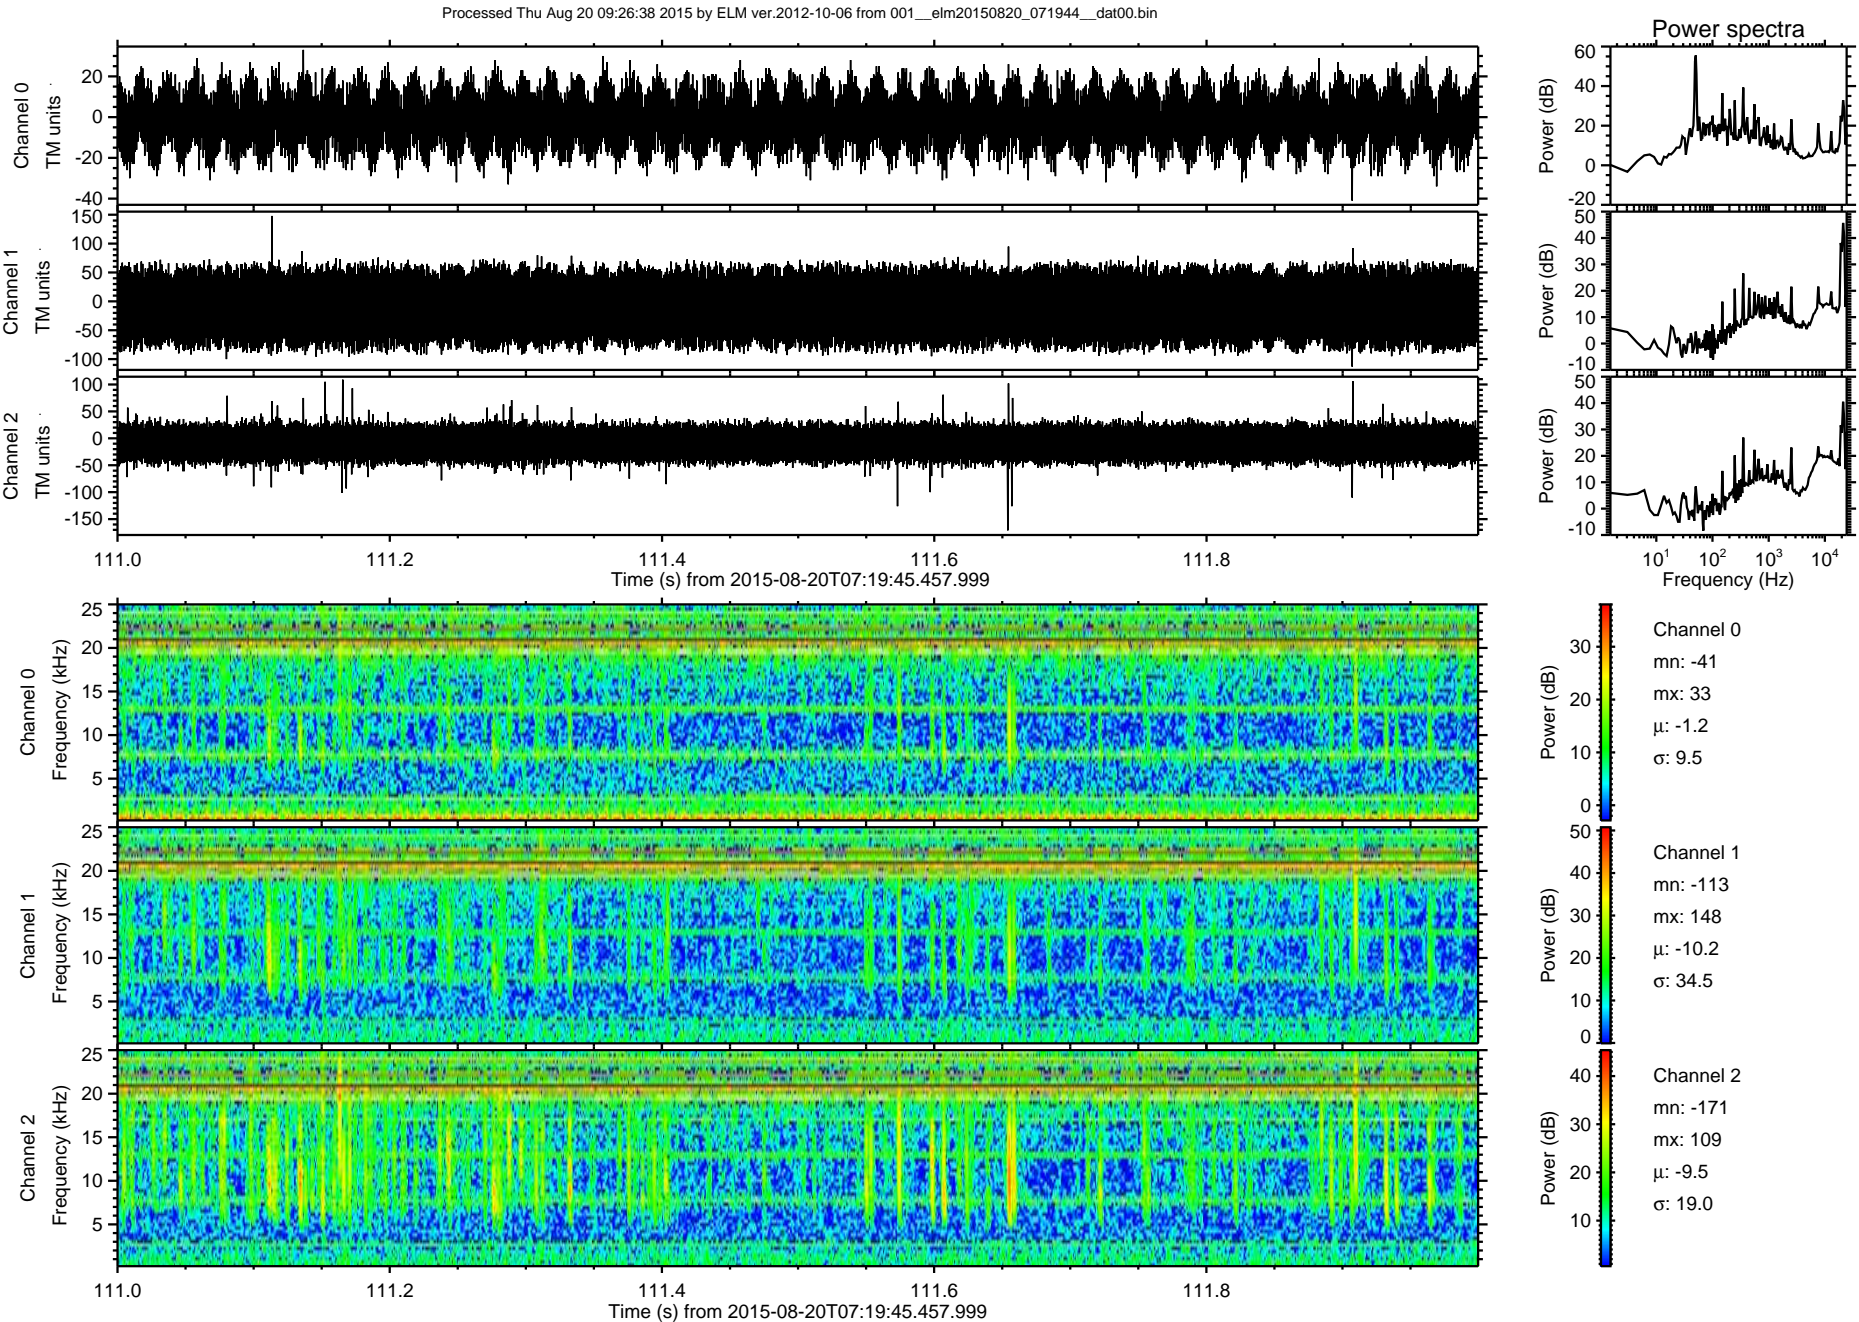 Processed Thu Aug 20 09:26:38 2015 by ELM ver.2012-10-06 from 001__elm20150820_071944__dat00.bin
Power spectra
Channel 0
TM units
20
0
-20
-40
Power (dB)
60
40
20
0
-20
Channel 1
TM units
150
100
50
0
-50
-100
Power (dB)
50
40
30
20
10
0
-10
Channel 2
TM units
100
50
0
-50
-100
-150
Power (dB)
50
40
30
20
10
0
-10
111.0 111.2 111.4 111.6 111.8
Time (s) from 2015-08-20T07:19:45.457.999
10^1 10^2 10^3 10^4
Frequency (Hz)
Channel 0
Frequency (kHz)
25
20
15
10
5
Power (dB)
30
20
10
0
Channel 0
mn: -41
mx: 33
μ: -1.2
σ: 9.5
Channel 1
Frequency (kHz)
25
20
15
10
5
Power (dB)
50
40
30
20
10
0
Channel 1
mn: -113
mx: 148
μ: -10.2
σ: 34.5
Channel 2
Frequency (kHz)
25
20
15
10
5
Power (dB)
40
30
20
10
Channel 2
mn: -171
mx: 109
μ: -9.5
σ: 19.0
111.0 111.2 111.4 111.6 111.8
Time (s) from 2015-08-20T07:19:45.457.999